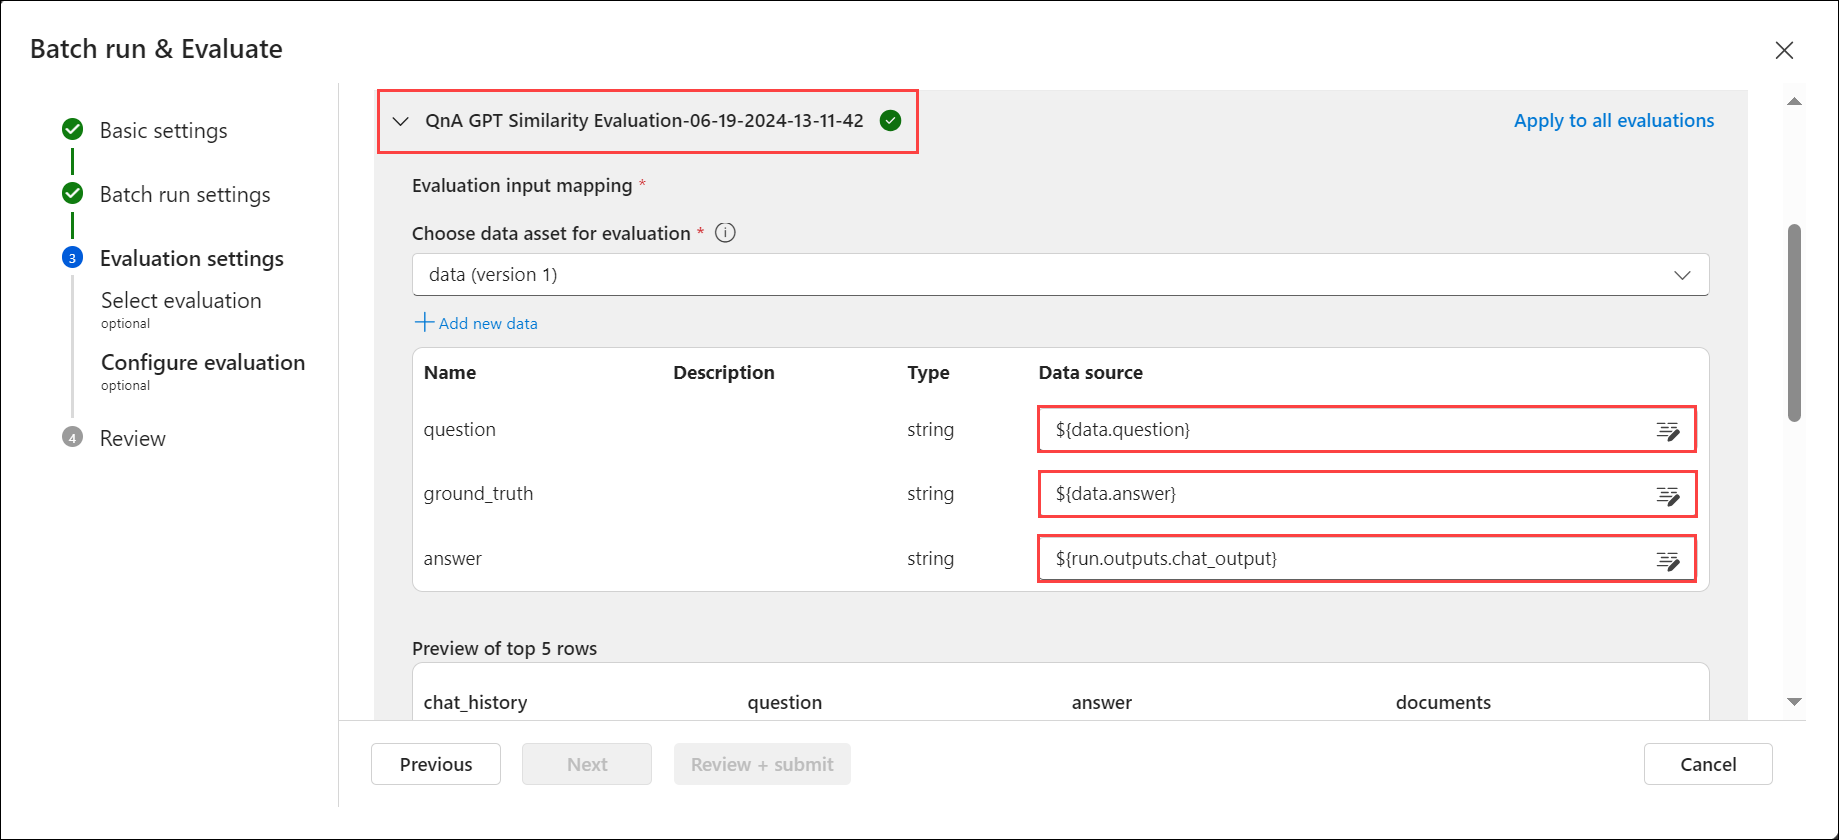 Batch run & Evaluate
Basic settings
Batch run settings
3 Evaluation settings
Select evaluation
optional
Configure evaluation
optional
4 Review
QnA GPT Similarity Evaluation-06-19-2024-13-11-42
Apply to all evaluations
Evaluation input mapping *
Choose data asset for evaluation *
data (version 1)
Add new data
Name Description Type Data source
question string ${data.question}
ground_truth string ${data.answer}
answer string ${run.outputs.chat_output}
Preview of top 5 rows
chat_history question answer documents
Previous Next Review + submit Cancel